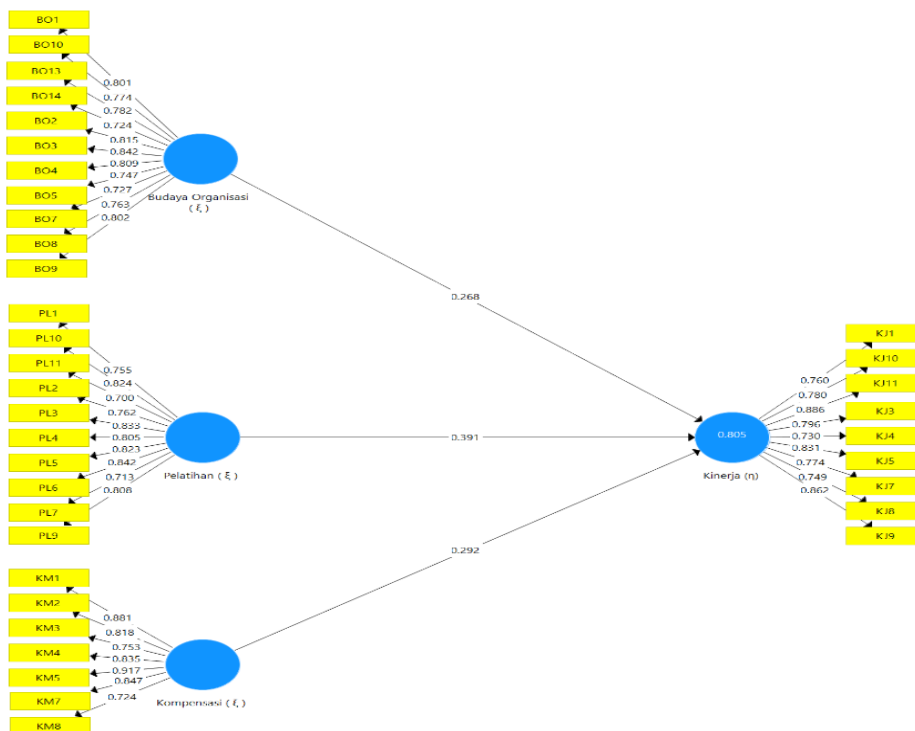 BO1
BO10
BO13
BO14
BO2
BO3
BO4
BO5
BO7
BO8
BO9
0.801
0.774
0.782
0.724
0.815
0.842
0.809
0.747
0.727
0.763
0.802
Budaya Organisasi
( ξ )
0.268
PL1
PL10
PL11
PL2
PL3
PL4
PL5
PL6
PL7
PL9
0.755
0.824
0.700
0.762
0.833
0.805
0.823
0.842
0.713
0.808
Pelatihan ( ξ )
0.391
KM1
KM2
KM3
KM4
KM5
KM7
KM8
0.881
0.818
0.753
0.835
0.917
0.847
0.724
Kompensasi ( ξ )
0.292
0.805
Kinerja (η)
0.760
0.780
0.886
0.796
0.730
0.831
0.774
0.749
0.862
KJ1
KJ10
KJ11
KJ3
KJ4
KJ5
KJ7
KJ8
KJ9